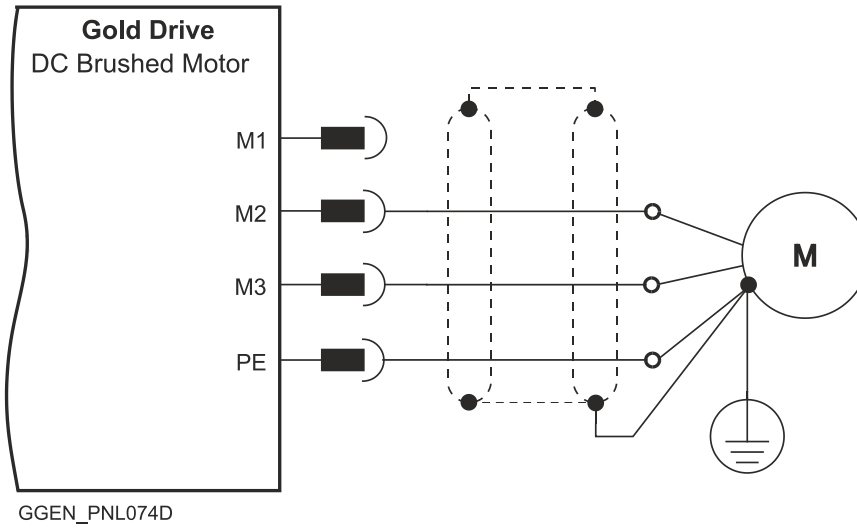 Gold Drive
DC Brushed Motor
M1
M2
M3
PE
M
GGEN_PNL074D